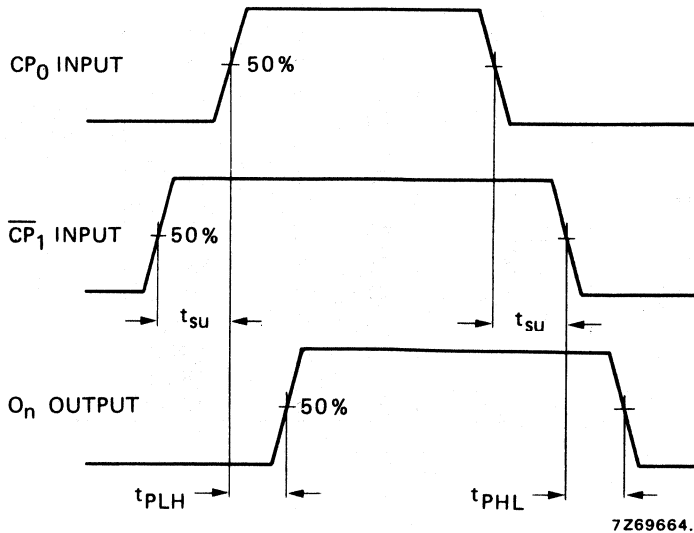 CP0 INPUT
50%
CP1 INPUT
50%
tsu
tsu
On OUTPUT
50%
tPLH
tPHL
7Z69664.